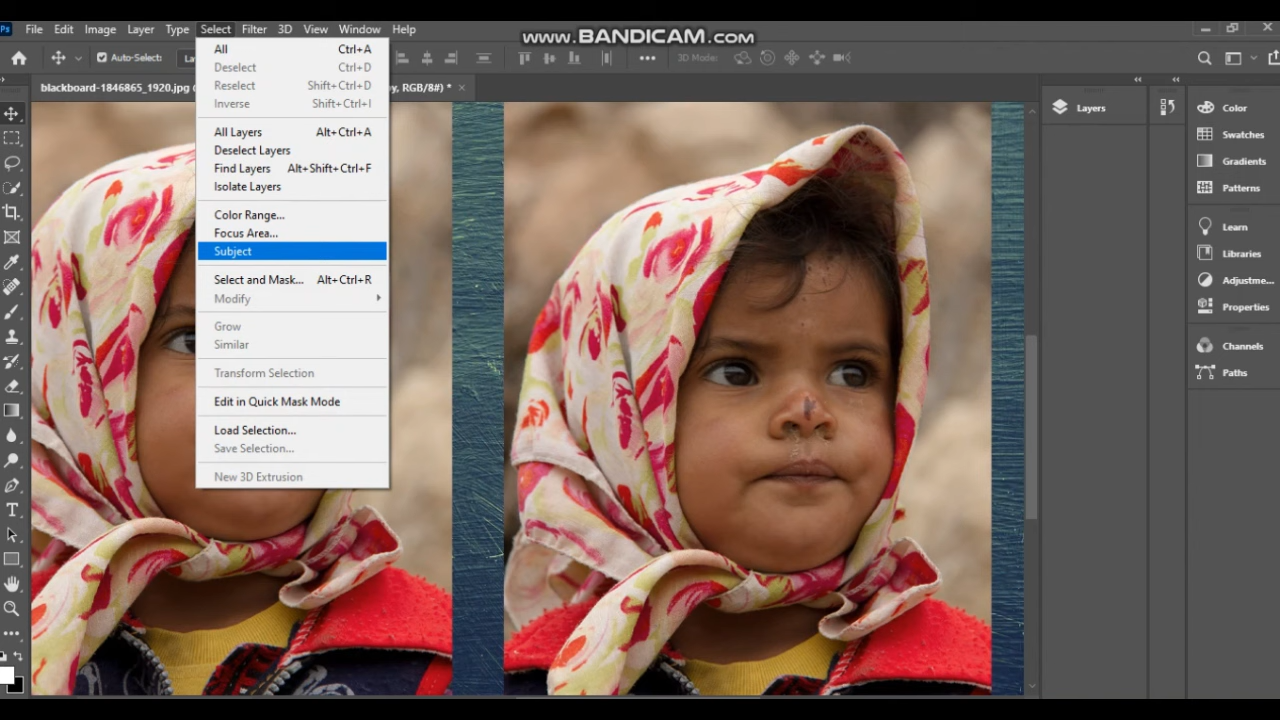 Ps File Edit Image Layer Type Select Filter 3D View Window Help
www.BANDICAM.com
Auto-Select: 3D Mode:
blackboard-1846865_1920.jpg y, RGB/8#) *
All Ctrl+A
Deselect Ctrl+D
Reselect Shift+Ctrl+D
Inverse Shift+Ctrl+I
All Layers Alt+Ctrl+A
Deselect Layers
Find Layers Alt+Shift+Ctrl+F
Isolate Layers
Color Range...
Focus Area...
Subject
Select and Mask... Alt+Ctrl+R
Modify
Grow
Similar
Transform Selection
Edit in Quick Mask Mode
Load Selection...
Save Selection...
New 3D Extrusion
Layers
Color
Swatches
Gradients
Patterns
Learn
Libraries
Adjustme...
Properties
Channels
Paths